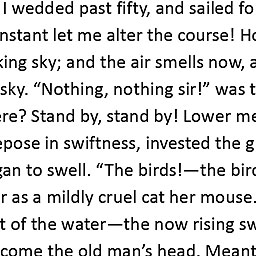 I wedded past fifty, and sailed fo
nstant let me alter the course! Ho
king sky; and the air smells now, a
sky. “Nothing, nothing sir!” was t
ere? Stand by, stand by! Lower me
epose in swiftness, invested the g
gan to swell. “The birds!—the bird
r as a mildly cruel cat her mouse.
t of the water—the now rising sw
come the old man’s head. Meant